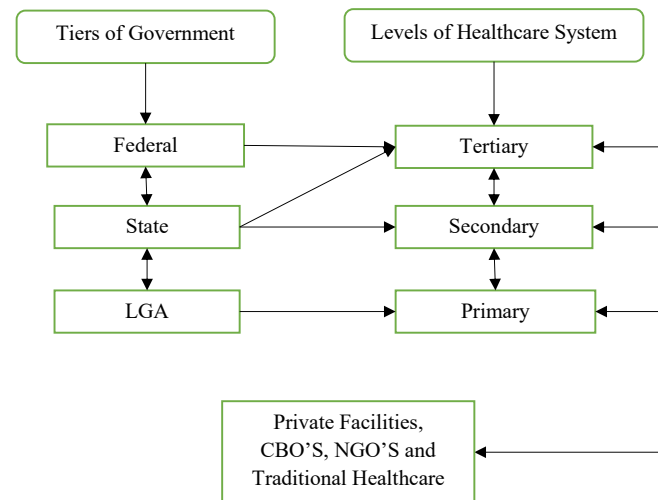 Tiers of Government
Levels of Healthcare System
Federal
Tertiary
State
Secondary
LGA
Primary
Private Facilities,
CBO’S, NGO’S and
Traditional Healthcare